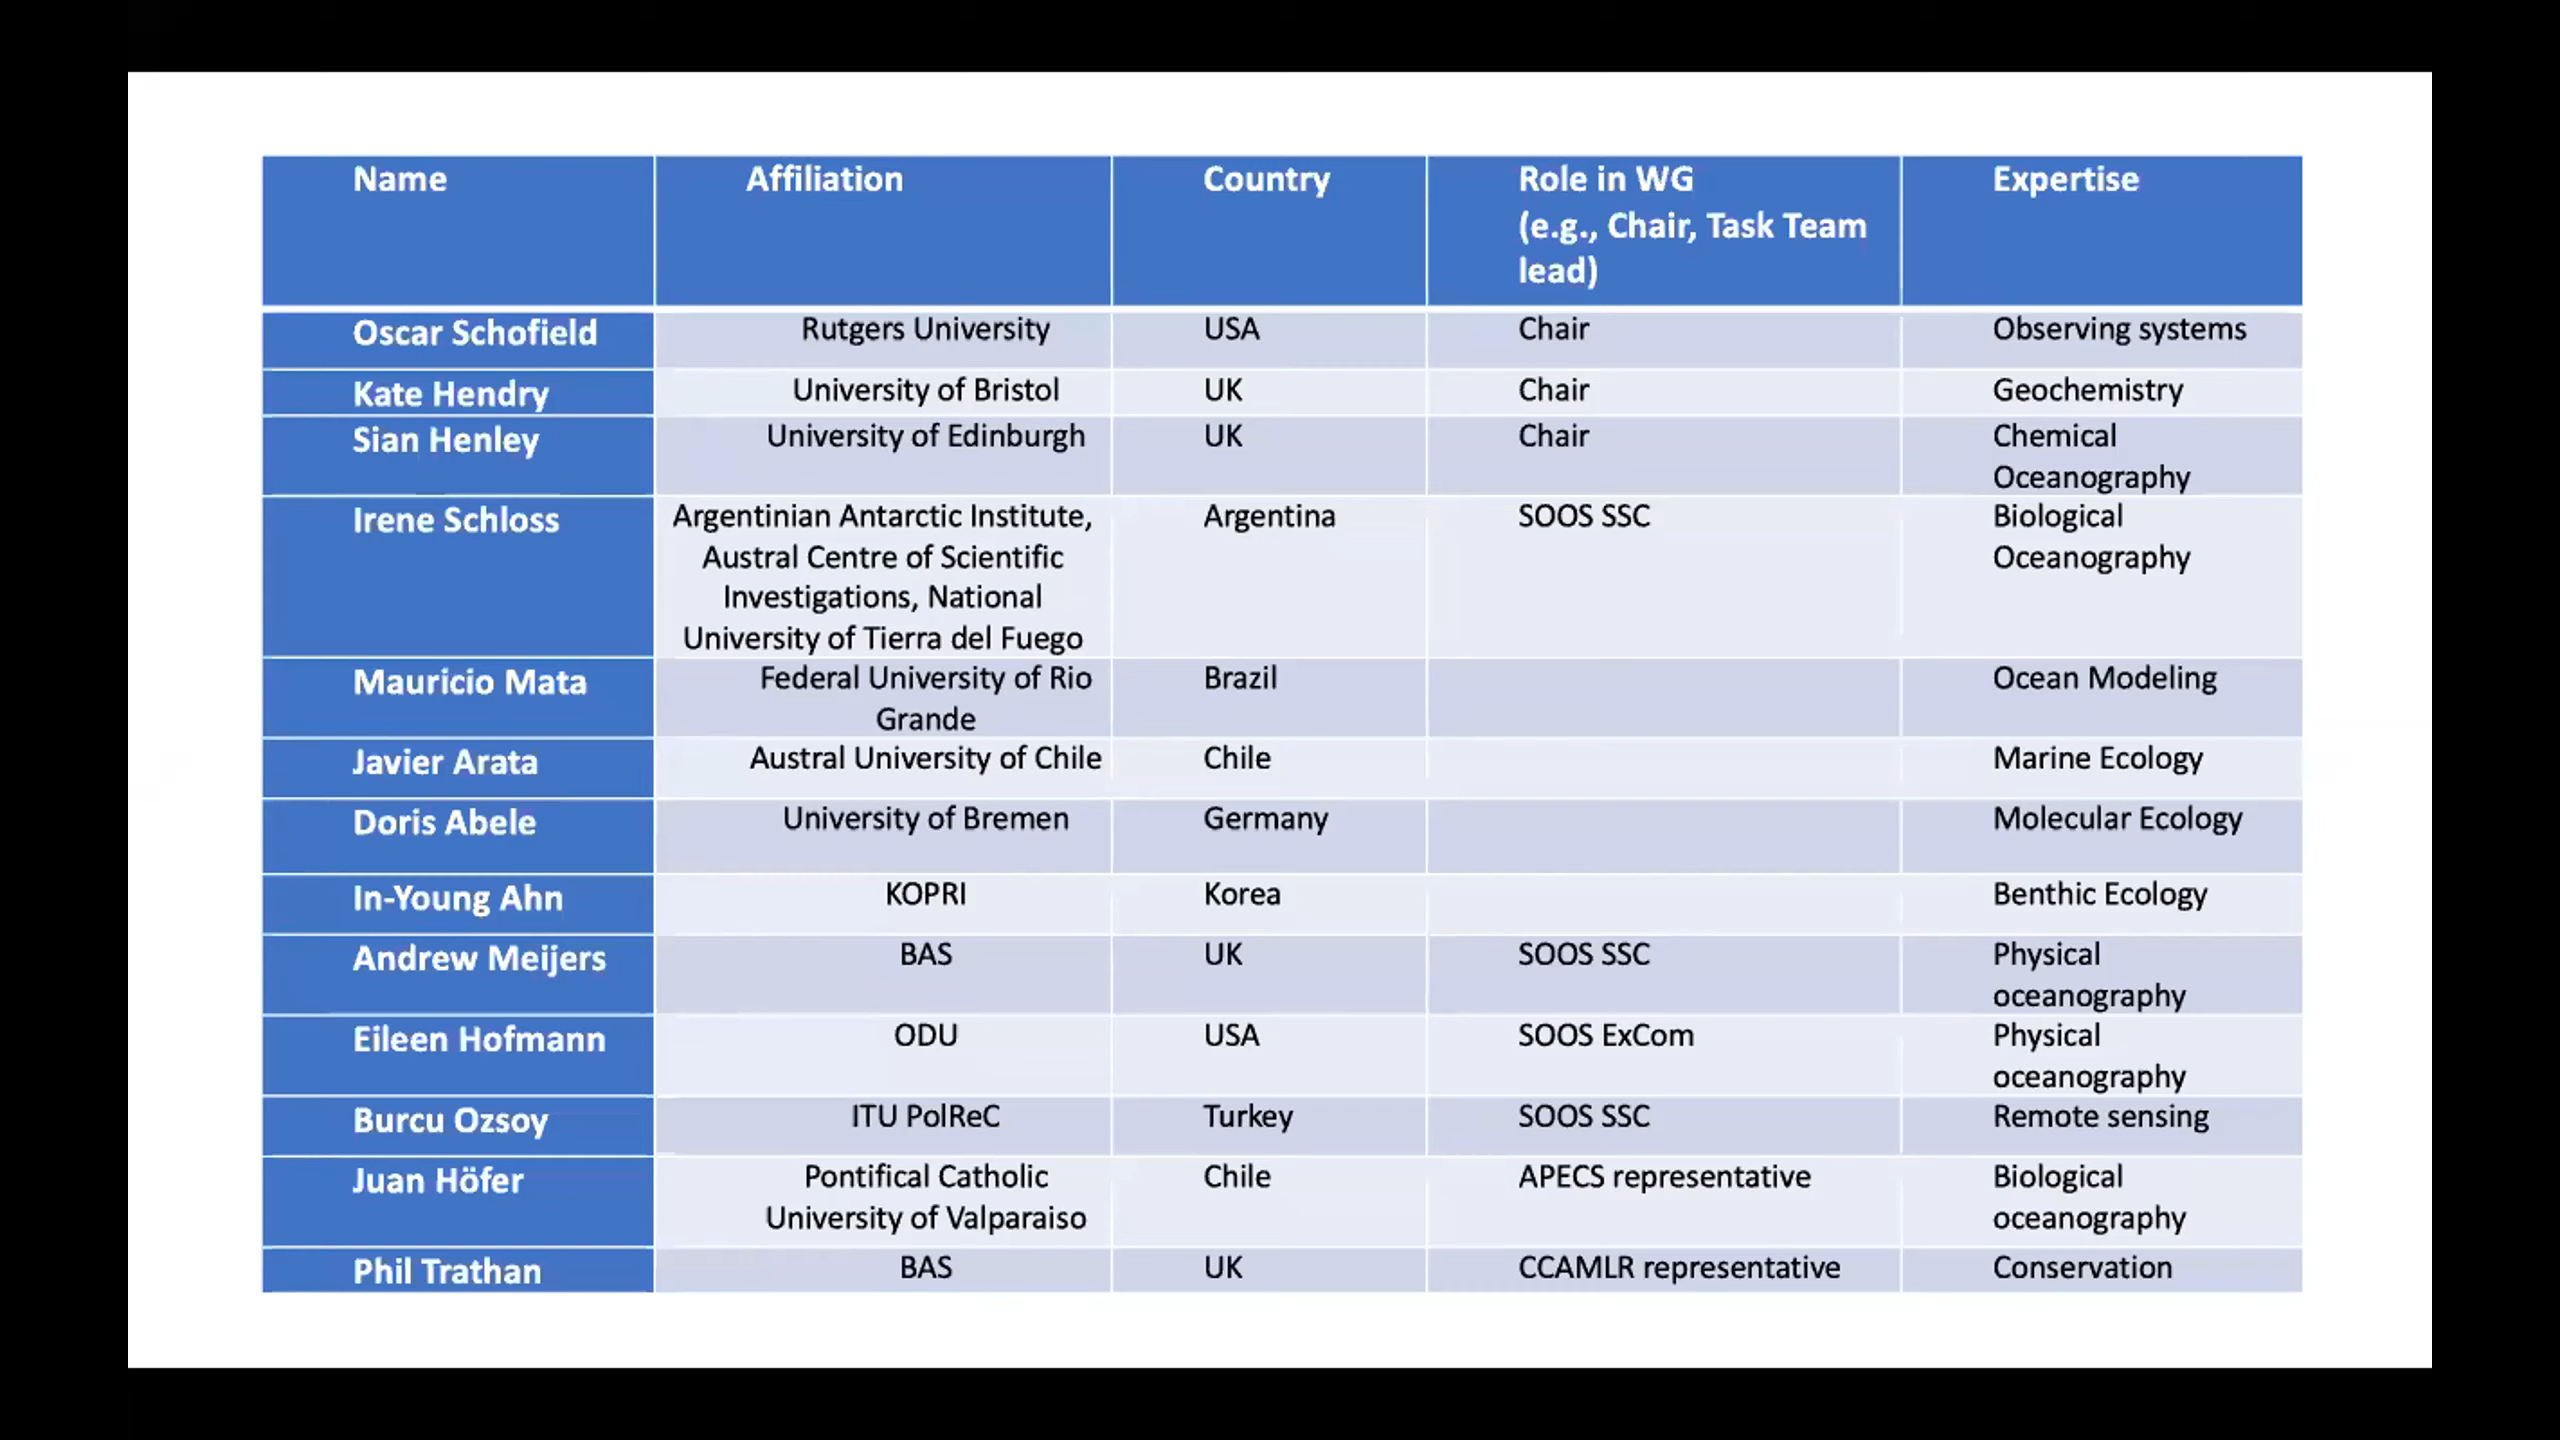 Name Affiliation Country Role in WG Expertise
(e.g., Chair, Task Team
lead)
Oscar Schofield Rutgers University USA Chair Observing systems
Kate Hendry University of Bristol UK Chair Geochemistry
Sian Henley University of Edinburgh UK Chair Chemical
Oceanography
Irene Schloss Argentinian Antarctic Institute, Argentina SOOS SSC Biological
Austral Centre of Scientific Oceanography
Investigations, National
University of Tierra del Fuego
Mauricio Mata Federal University of Rio Brazil Ocean Modeling
Grande
Javier Arata Austral University of Chile Chile Marine Ecology
Doris Abele University of Bremen Germany Molecular Ecology
In-Young Ahn KOPRI Korea Benthic Ecology
Andrew Meijers BAS UK SOOS SSC Physical
oceanography
Eileen Hofmann ODU USA SOOS ExCom Physical
oceanography
Burcu Ozsoy ITU PolReC Turkey SOOS SSC Remote sensing
Juan Höfer Pontifical Catholic Chile APECS representative Biological
University of Valparaiso oceanography
Phil Trathan BAS UK CCAMLR representative Conservation